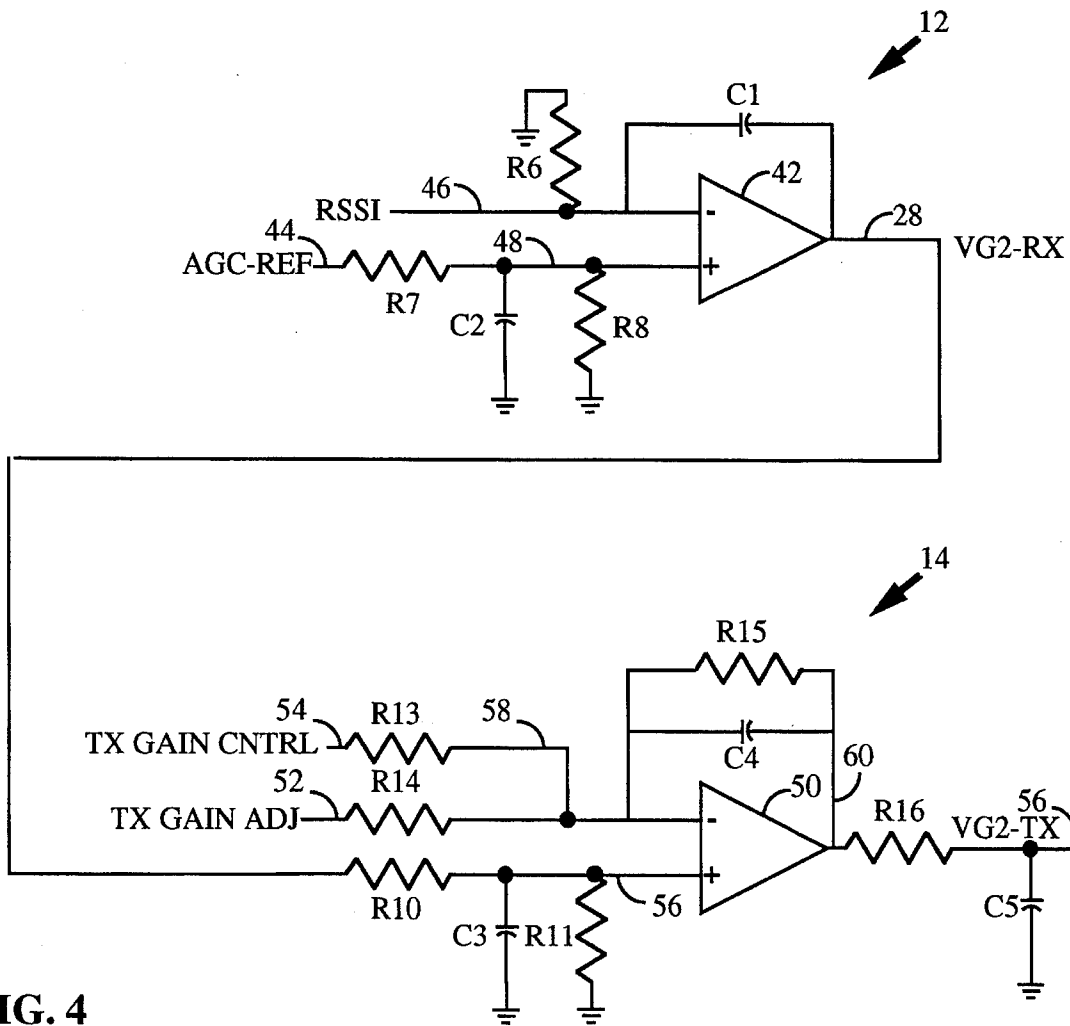 12
C1
R6
42
46
28
RSSI
-
44
48
VG2-RX
AGC-REF
+
R7
C2
R8
14
R15
54
R13
58
TX GAIN CNTRL
C4
R14
60
52
50
56
TX GAIN ADJ
-
R16
VG2-TX
+
R10
56
C3
R11
C5
IG. 4